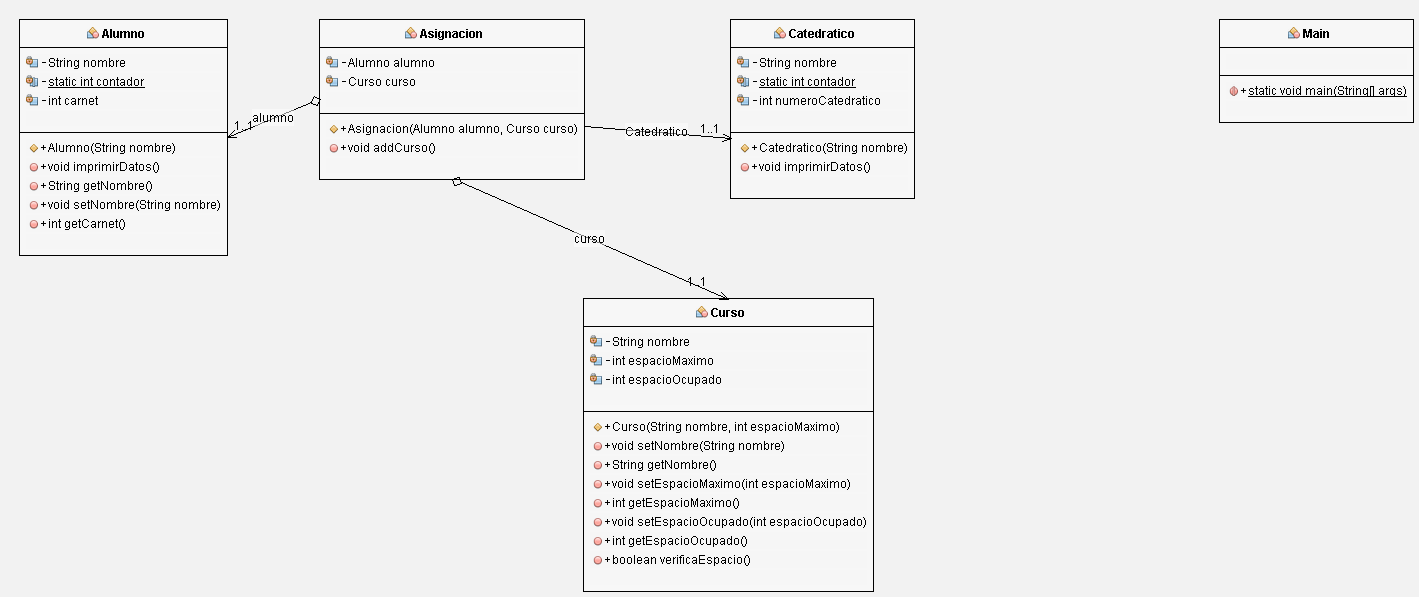 Alumno
-String nombre
-static int contador
-int carnet
+Alumno(String nombre)
+void imprimirDatos()
+String getNombre()
+void setNombre(String nombre)
+int getCarnet()
1..1
alumno
Asignacion
-Alumno alumno
-Curso curso
+Asignacion(Alumno alumno, Curso curso)
+void addCurso()
Catedratico
1..1
Catedratico
-String nombre
-static int contador
-int numeroCatedratico
+Catedratico(String nombre)
+void imprimirDatos()
Main
+static void main(String[] args)
curso
1..1
Curso
-String nombre
-int espacioMaximo
-int espacioOcupado
+Curso(String nombre, int espacioMaximo)
+void setNombre(String nombre)
+String getNombre()
+void setEspacioMaximo(int espacioMaximo)
+int getEspacioMaximo()
+void setEspacioOcupado(int espacioOcupado)
+int getEspacioOcupado()
+boolean verificaEspacio()